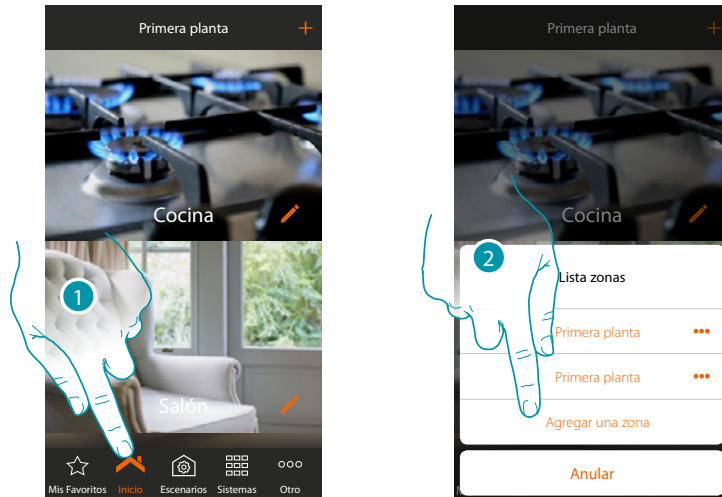 Primera planta
Cocina
1
Salón
Mis Favoritos
Inicio
Escenarios
Sistemas
Otro
Primera planta
Cocina
2
Lista zonas
Primera planta
Primera planta
Agregar una zona
Anular